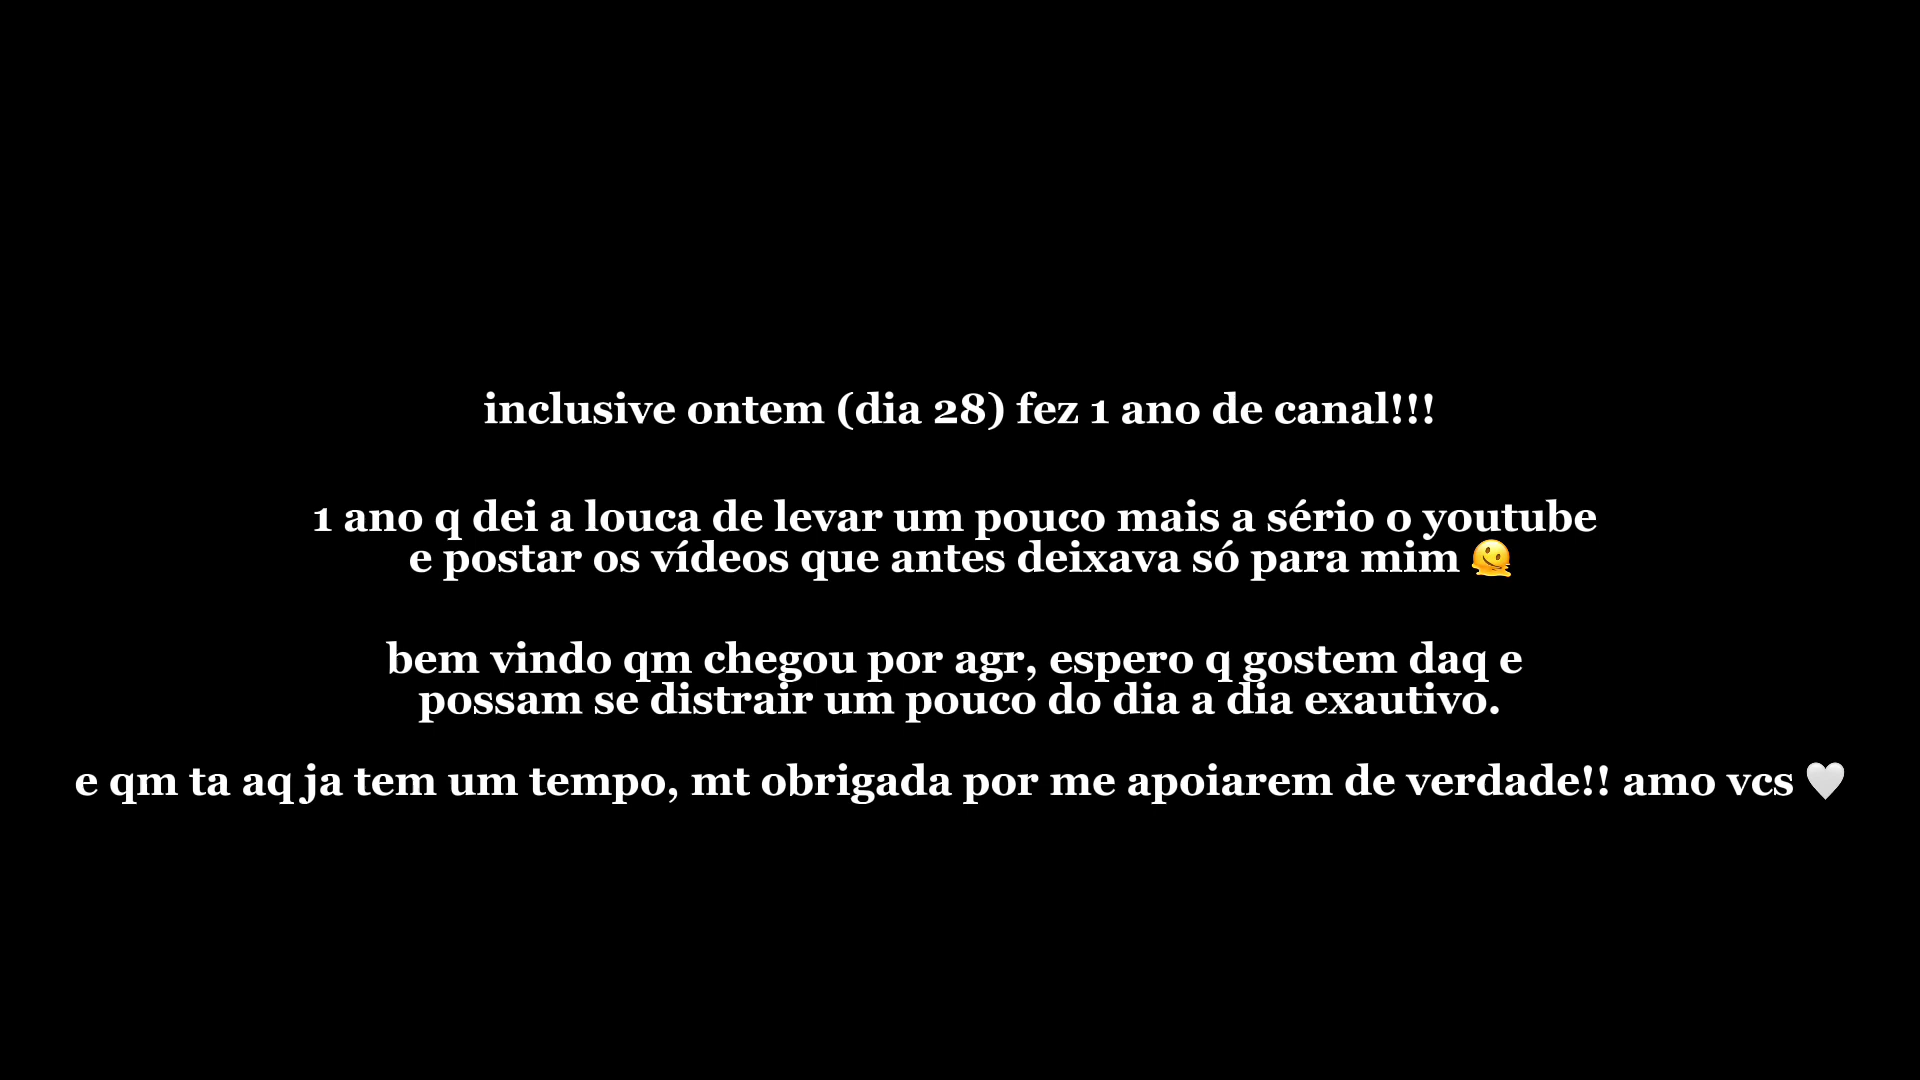 inclusive ontem (dia 28) fez 1 ano de canal!!!
1 ano q dei a louca de levar um pouco mais a sério o youtube
e postar os vídeos que antes deixava só para mim 🫠
bem vindo qm chegou por agr, espero q gostem daq e
possam se distrair um pouco do dia a dia exautivo.
e qm ta aq ja tem um tempo, mt obrigada por me apoiarem de verdade!! amo vcs 🤍